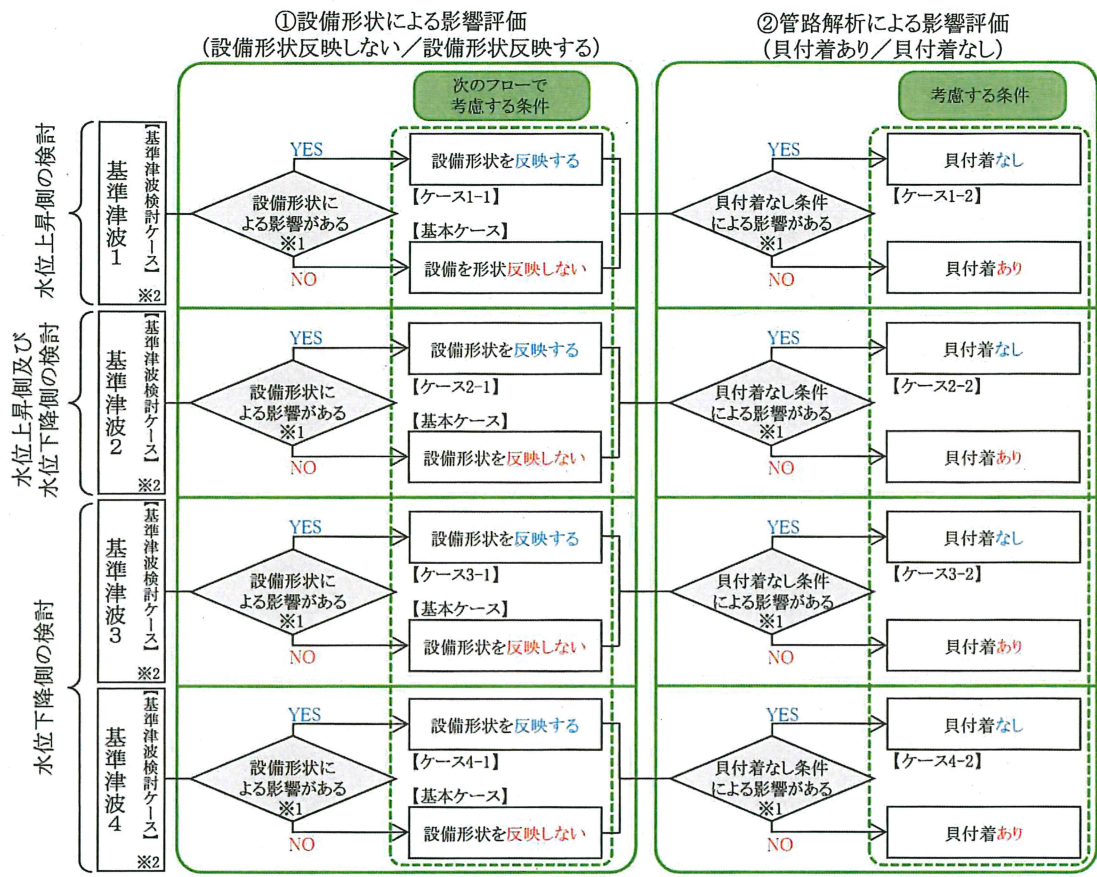 ①設備形状による影響評価
(設備形状反映しない/設備形状反映する)
②管路解析による影響評価
(貝付着あり/貝付着なし)
次のフローで
考慮する条件
考慮する条件
水位上昇側の検討
基準津波1
【基準津波検討ケース】
※2
設備形状に
よる影響がある
※1
YES
設備形状を反映する
【ケース1-1】
【基本ケース】
NO
設備を形状反映しない
貝付着なし条件
による影響がある
※1
YES
貝付着なし
【ケース1-2】
NO
貝付着あり
水位上昇側及び
水位下降側の検討
基準津波2
【基準津波検討ケース】
※2
設備形状に
よる影響がある
※1
YES
設備形状を反映する
【ケース2-1】
【基本ケース】
NO
設備形状を反映しない
貝付着なし条件
による影響がある
※1
YES
貝付着なし
【ケース2-2】
NO
貝付着あり
水位下降側の検討
基準津波3
【基準津波検討ケース】
※2
設備形状に
よる影響がある
※1
YES
設備形状を反映する
【ケース3-1】
【基本ケース】
NO
設備形状を反映しない
貝付着なし条件
による影響がある
※1
YES
貝付着なし
【ケース3-2】
NO
貝付着あり
基準津波4
【基準津波検討ケース】
※2
設備形状に
よる影響がある
※1
YES
設備形状を反映する
【ケース4-1】
【基本ケース】
NO
設備形状を反映しない
貝付着なし条件
による影響がある
※1
YES
貝付着なし
【ケース4-2】
NO
貝付着あり